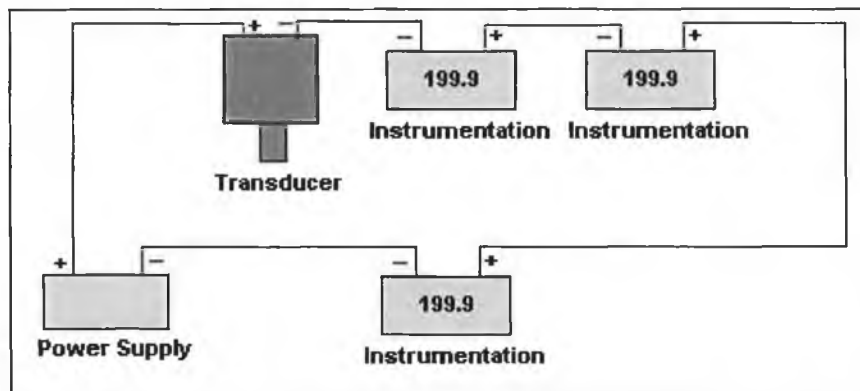 + − − + − +
199.9 199.9
Instrumentation Instrumentation
Transducer
+ − − +
199.9
Power Supply
Instrumentation